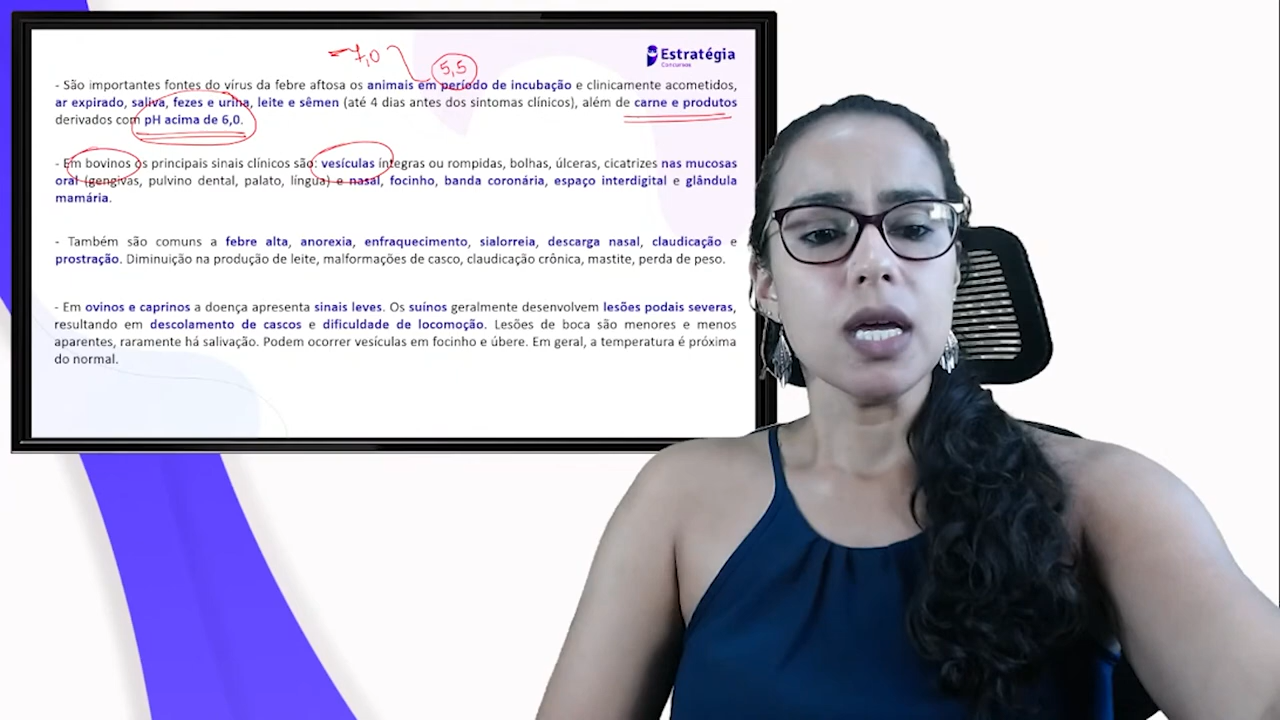 7,0
5,5
Estratégia
Concursos
- São importantes fontes do vírus da febre aftosa os animais em período de incubação e clinicamente acometidos,
ar expirado, saliva, fezes e urina, leite e sêmen (até 4 dias antes dos sintomas clínicos), além de carne e produtos
derivados com pH acima de 6,0.
- Em bovinos os principais sinais clínicos são: vesículas íntegras ou rompidas, bolhas, úlceras, cicatrizes nas mucosas
oral (gengivas, pulvino dental, palato, língua) e nasal, focinho, banda coronária, espaço interdigital e glândula
mamária.
- Também são comuns a febre alta, anorexia, enfraquecimento, sialorreia, descarga nasal, claudicação e
prostração. Diminuição na produção de leite, malformações de casco, claudicação crônica, mastite, perda de peso.
- Em ovinos e caprinos a doença apresenta sinais leves. Os suínos geralmente desenvolvem lesões podais severas,
resultando em descolamento de cascos e dificuldade de locomoção. Lesões de boca são menores e menos
aparentes, raramente há salivação. Podem ocorrer vesículas em focinho e úbere. Em geral, a temperatura é próxima
do normal.